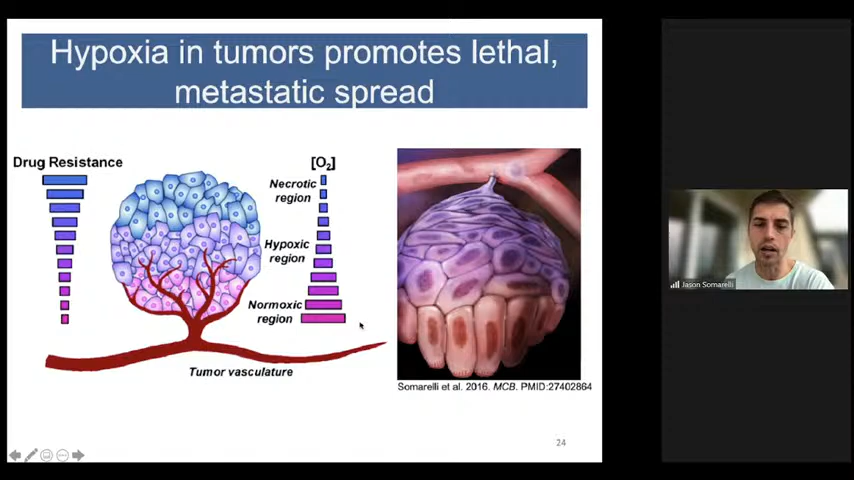 Hypoxia in tumors promotes lethal,
metastatic spread
Drug Resistance
[O2]
Necrotic
region
Hypoxic
region
Normoxic
region
Tumor vasculature
Somarelli et al. 2016. MCB. PMID:27402864
24
Jason Somarelli